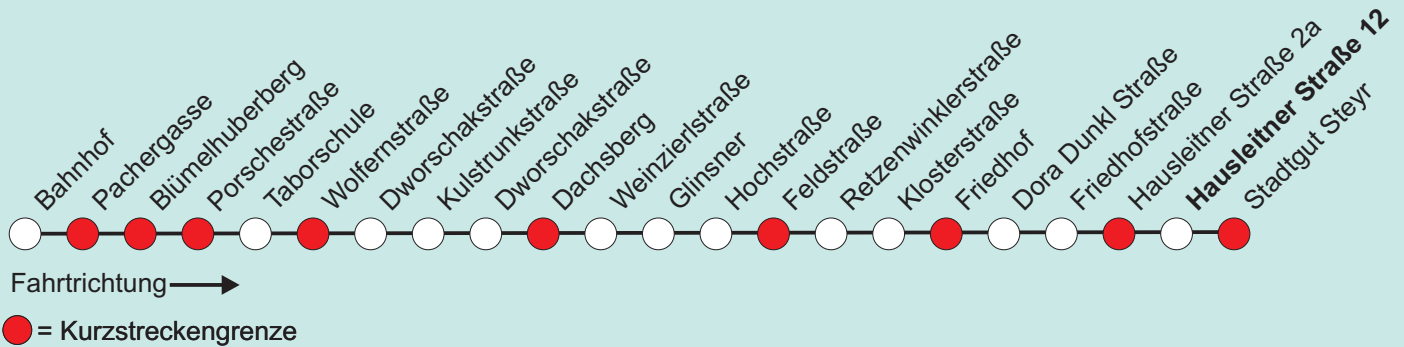 Bahnhof
Pachergasse
Blümelhuberberg
Porschestraße
Taborschule
Wolfernstraße
Dworschakstraße
Kulstrunkstraße
Dworschakstraße
Dachsberg
Weinzierlstraße
Glinsner
Hochstraße
Feldstraße
Retzenwinklerstraße
Klosterstraße
Friedhof
Dora Dunkl Straße
Friedhofstraße
Hausleitner Straße 2a
Hausleitner Straße 12
Stadtgut Steyr
Fahrtrichtung
= Kurzstreckengrenze